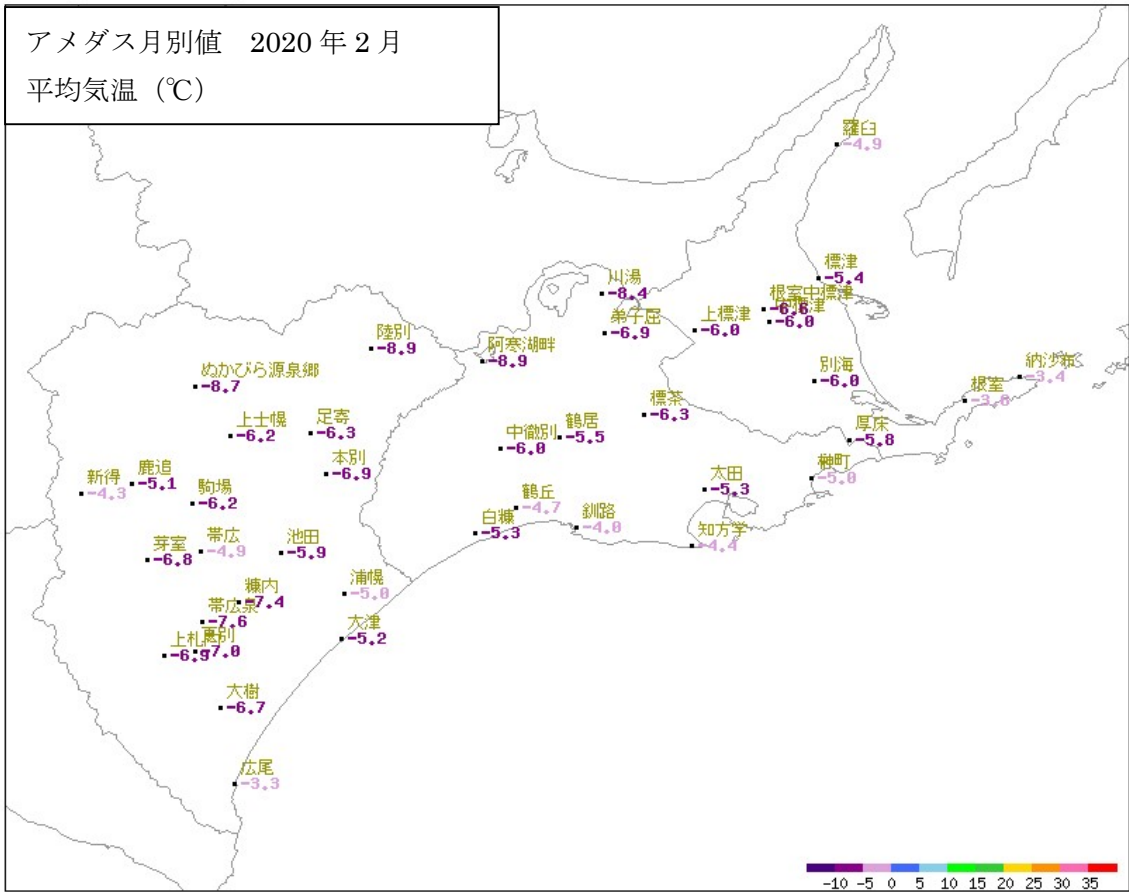 アメダス月別値　2020 年 2 月
平均気温（℃）
羅臼
-4.9
標津
-5.4
川湯
-8.4
根室中標津
-6.6
-6.0
弟子屈
-6.9
上標津
-6.0
陸別
-8.9
阿寒湖畔
-8.9
ぬかびら源泉郷
-8.7
別海
-6.0
納沙布
-3.4
根室
標茶
-6.3
上士幌
-6.2
足寄
-6.3
中徹別
-6.0
鶴居
-5.5
厚床
-5.8
本別
-6.9
新得
-4.3
鹿追
-5.1
駒場
-6.2
太田
-5.3
榊町
-5.0
鶴丘
-4.7
白糠
-5.3
釧路
-4.0
知方学
-4.4
芽室
-6.8
帯広
-4.9
池田
-5.9
浦幌
-5.0
糠内
-7.4
帯広泉
-7.6
上札
-6.9
-7.0
大津
-5.2
大樹
-6.7
広尾
-3.3
-10 -5 0 5 10 15 20 25 30 35